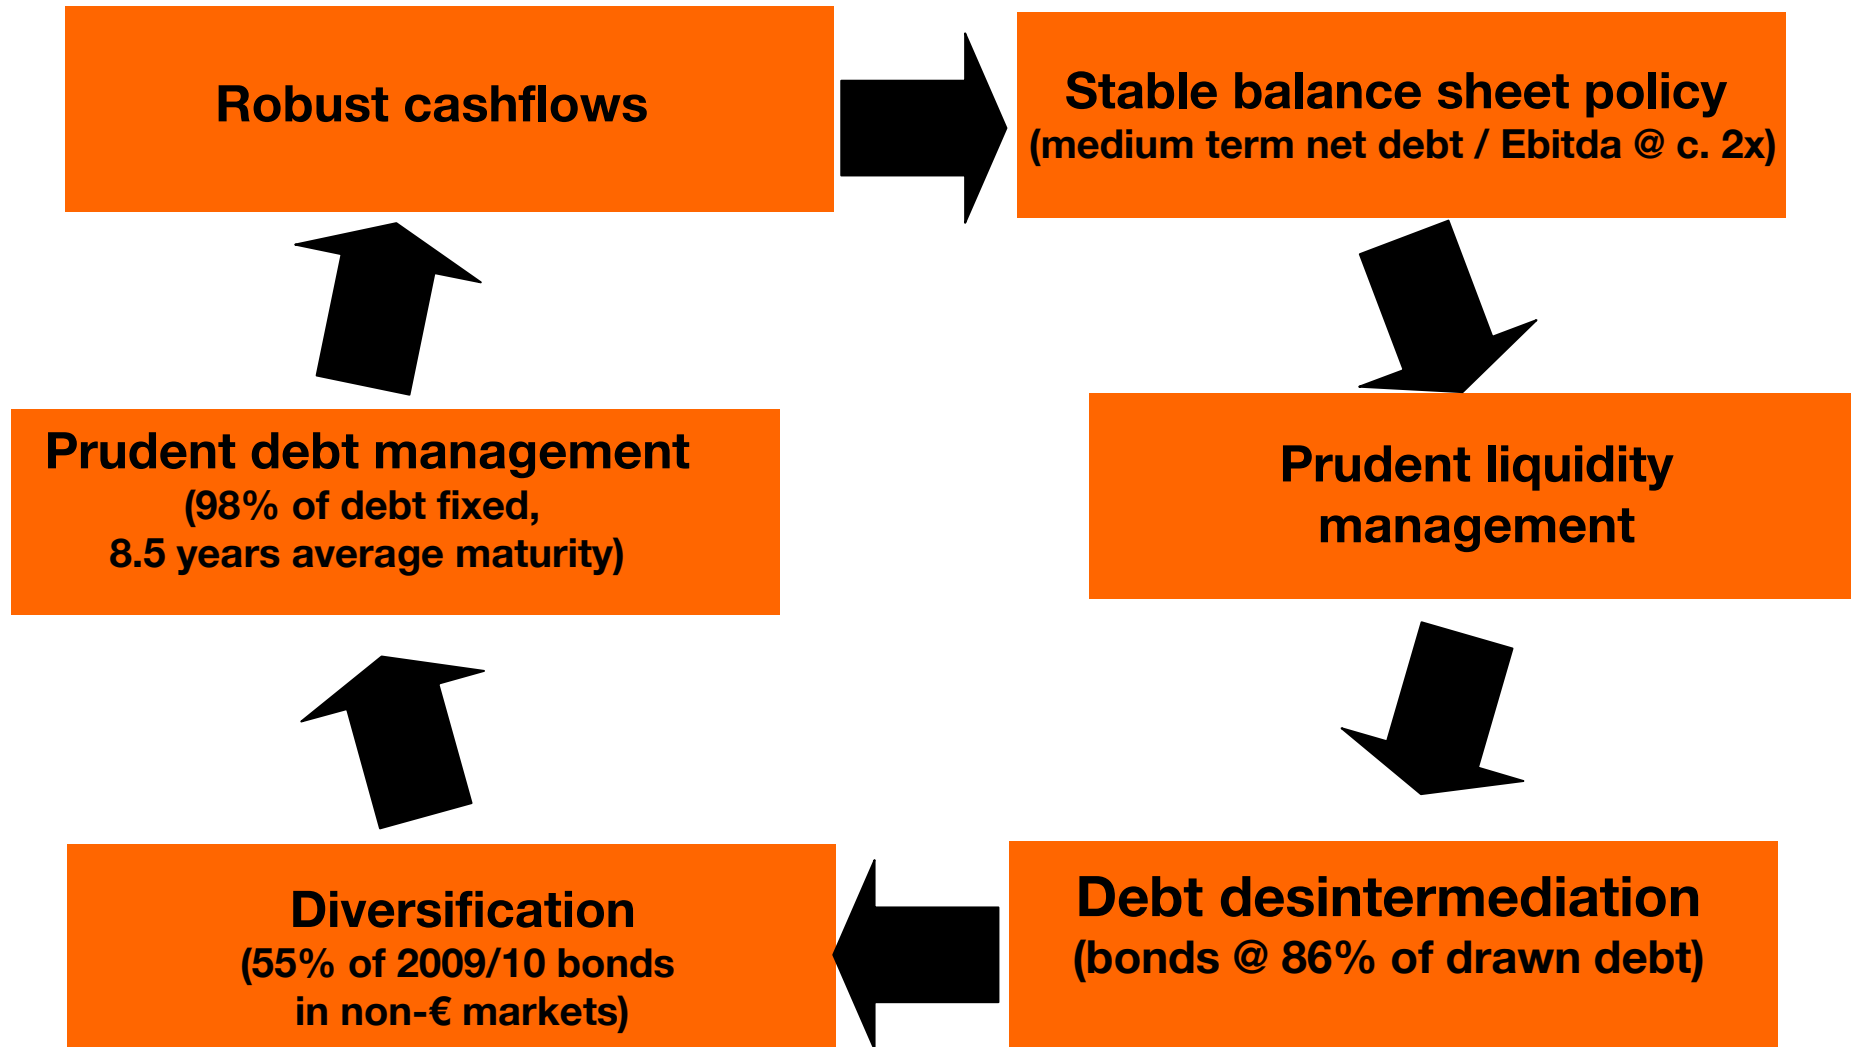 Robust cashflows
Stable balance sheet policy
(medium term net debt / Ebitda @ c. 2x)
Prudent debt management
(98% of debt fixed,
8.5 years average maturity)
Prudent liquidity
management
Diversification
(55% of 2009/10 bonds
in non-€ markets)
Debt desintermediation
(bonds @ 86% of drawn debt)